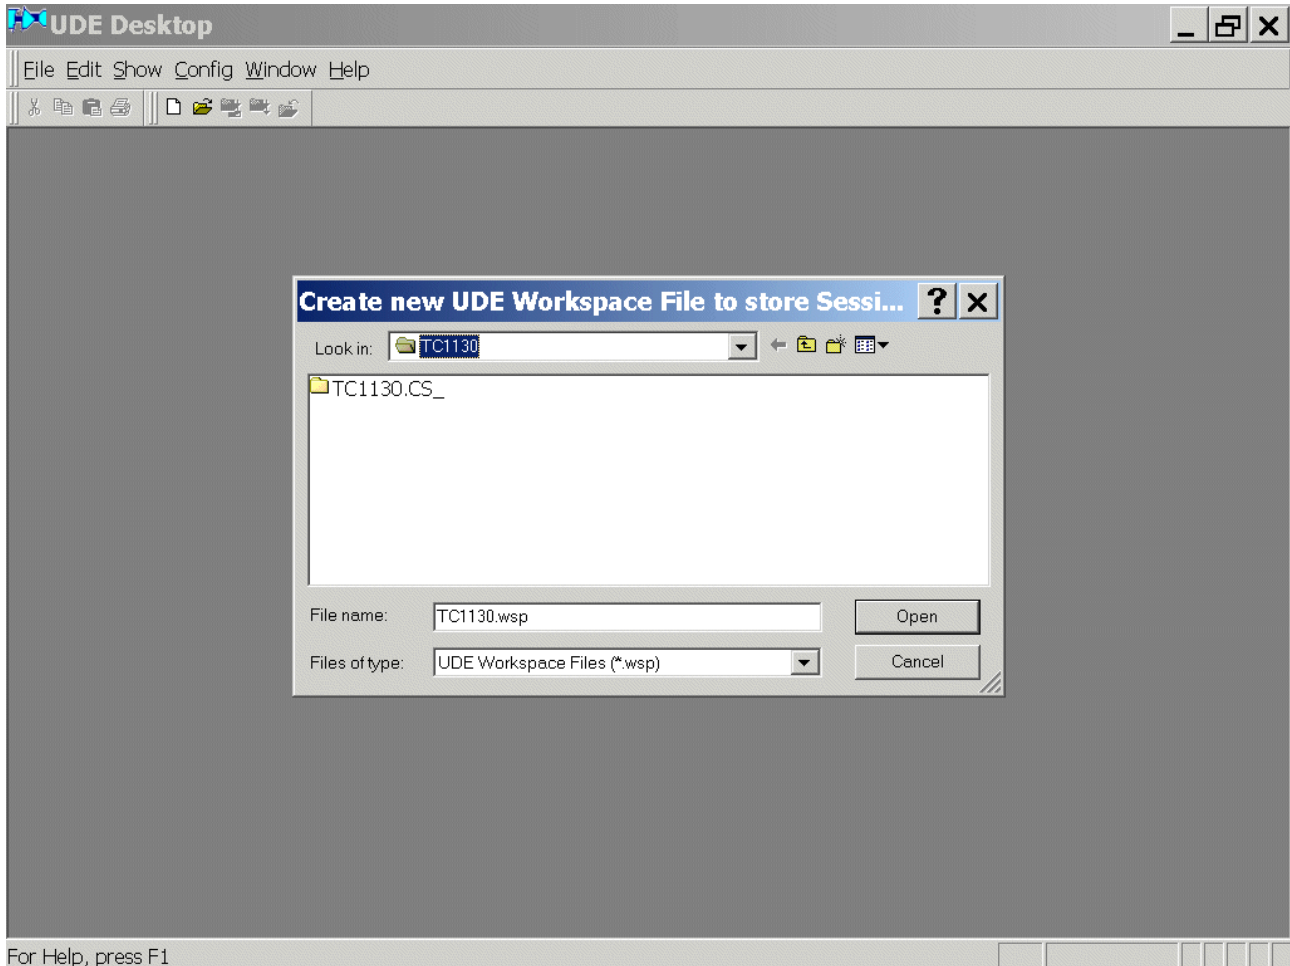 UDE Desktop
File Edit Show Config Window Help
Create new UDE Workspace File to store Sessi...
Look in: TC1130
TC1130.CS_
File name: TC1130.wsp Open
Files of type: UDE Workspace Files (*.wsp) Cancel
For Help, press F1